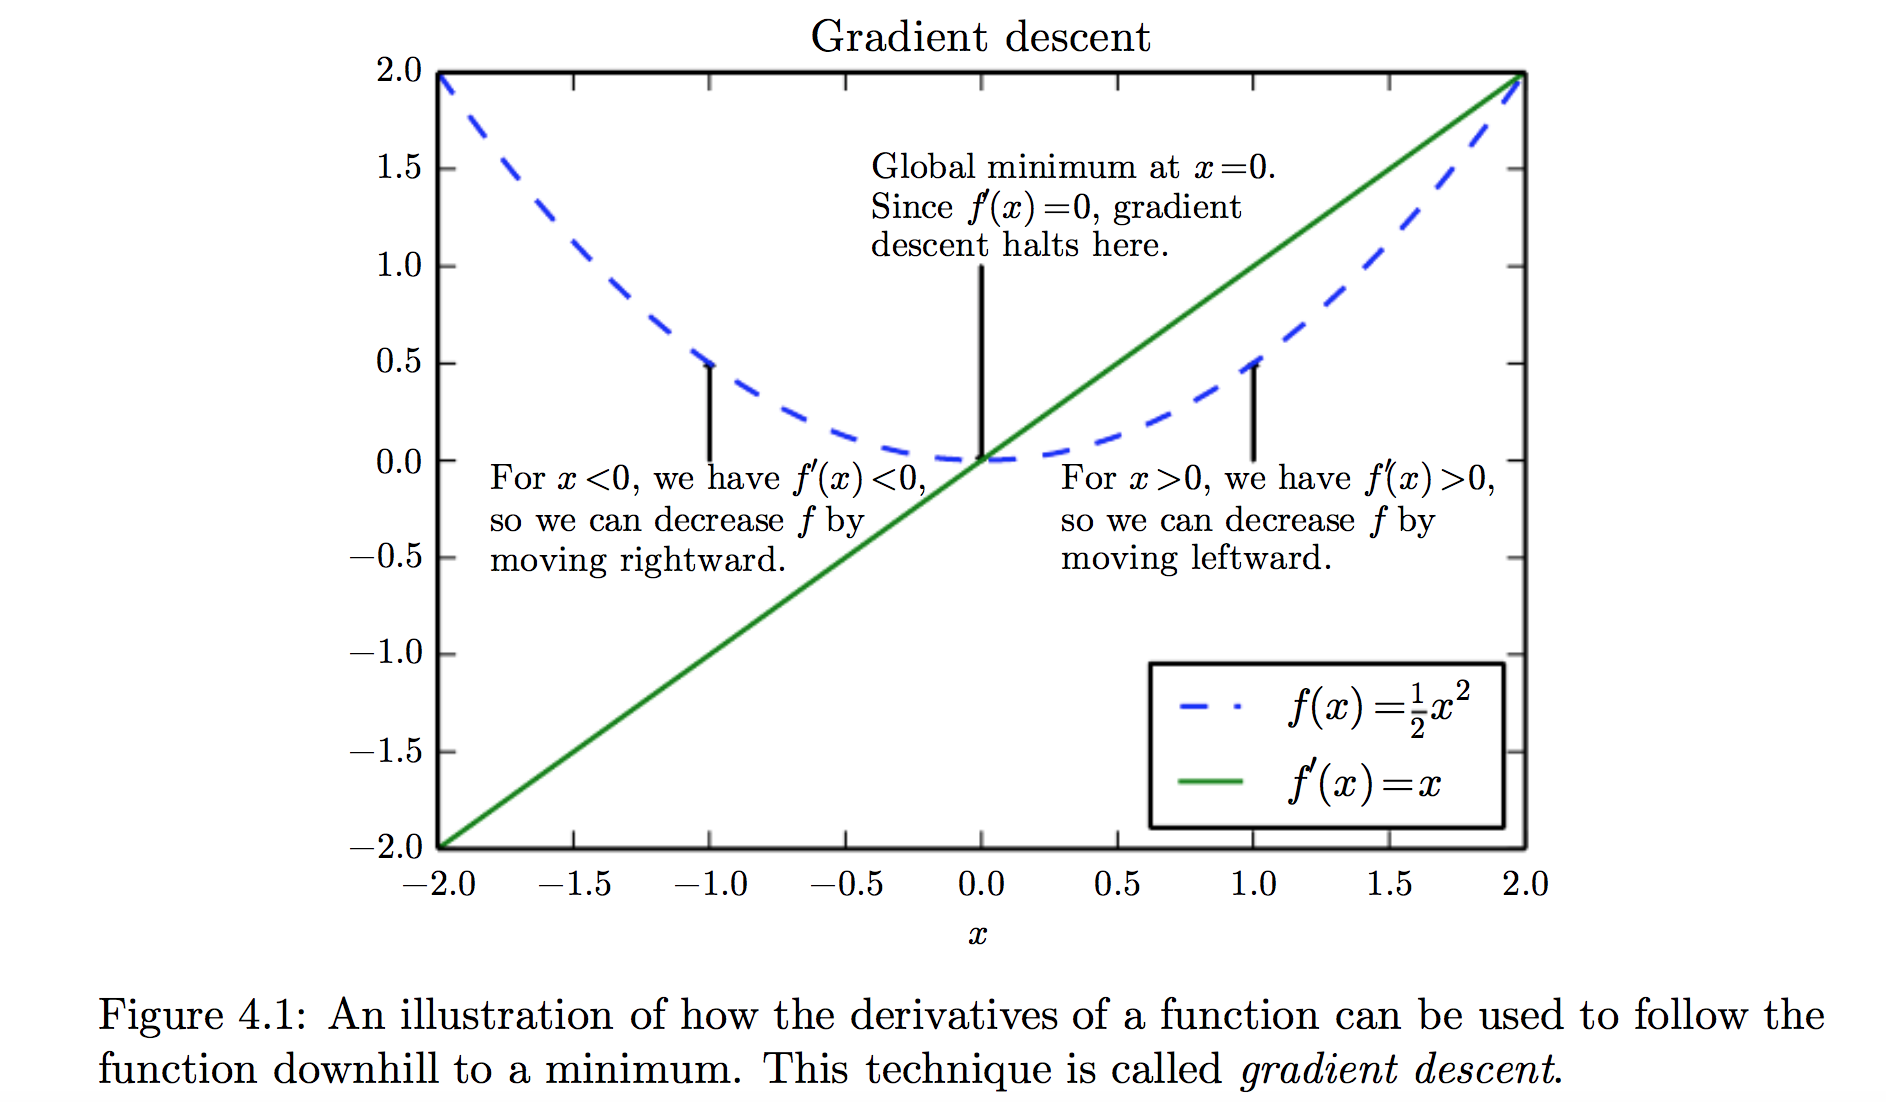 Gradient descent
2.0
1.5
1.0
0.5
0.0
−0.5
−1.0
−1.5
−2.0
Global minimum at x=0.
Since f′(x)=0, gradient
descent halts here.
For x<0, we have f′(x)<0,
so we can decrease f by
moving rightward.
For x>0, we have f′(x)>0,
so we can decrease f by
moving leftward.
f(x)=½x²
f′(x)=x
−2.0 −1.5 −1.0 −0.5 0.0 0.5 1.0 1.5 2.0
x
Figure 4.1: An illustration of how the derivatives of a function can be used to follow the
function downhill to a minimum. This technique is called gradient descent.